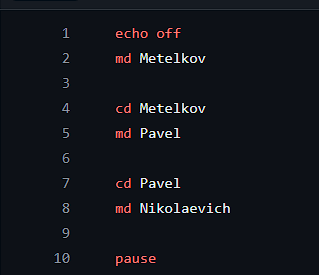 1 echo off
2 md Metelkov
3
4 cd Metelkov
5 md Pavel
6
7 cd Pavel
8 md Nikolaevich
9
10 pause